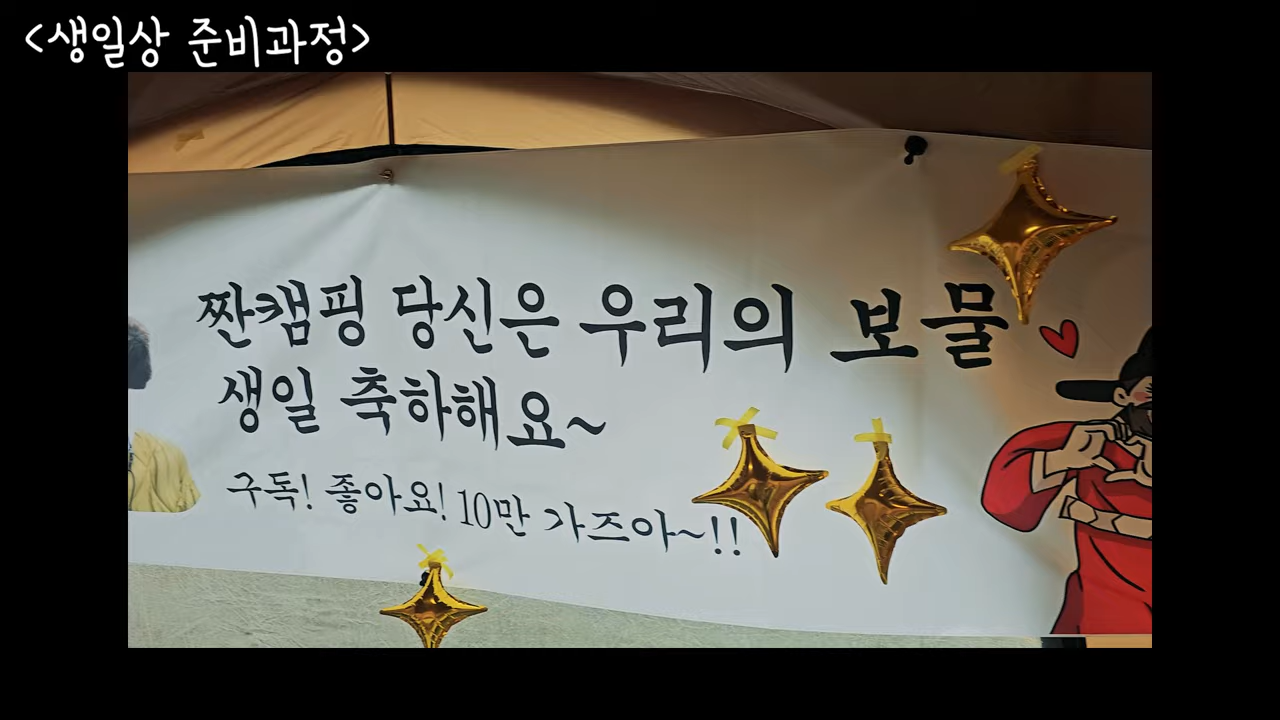 <생일상 준비과정>
짠캠핑 당신은 우리의 보물
생일 축하해요~
구독! 좋아요! 10만 가즈아~!!